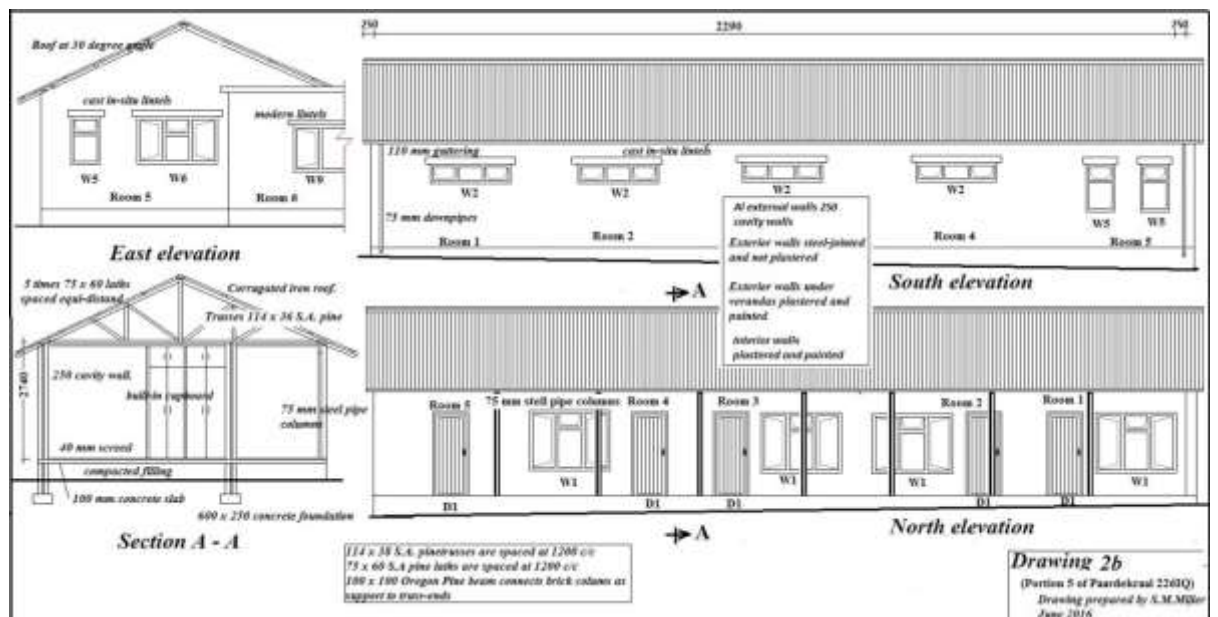 250
2290
250
Roof at 30 degree angle
cast in-situ lintels
modern lintels
W5
W6
W9
Room 5
Room 8
East elevation
110 mm guttering
cast in-situ lintels
W2
W2
W2
W2
W5
W5
75 mm downpipes
Room 1
Room 2
Room 4
Room 5
Al external walls 250
cavity walls
Exterior walls steel-jointed
and not plastered
Exterior walls under
verandas plastered and
painted
Interior walls
plastered and painted
A
South elevation
5 times 75 x 60 laths
spaced equi-distand
Corrugated iron roof.
Trusses 114 x 36 S.A. pine
2740
250 cavity wall.
built-in cupboard
75 mm steel pipe
columns
40 mm screed
compacted filling
100 mm concrete slab
600 x 250 concrete foundation
Section A - A
Room 5
75 mm stell pipe columns
Room 4
Room 3
Room 2
Room 1
W1
W1
W1
W1
D1
D1
D1
D1
D1
A
North elevation
114 x 38 S.A. pinetrusses are spaced at 1200 c/c
75 x 60 S.A pine laths are spaced at 1200 c/c
100 x 100 Oregon Pine beam connects brick colums as
support to truss-ends
Drawing 2b
(Portion 5 of Paardekraal 226IQ)
Drawing prepared by S.M.Miller
June 2016